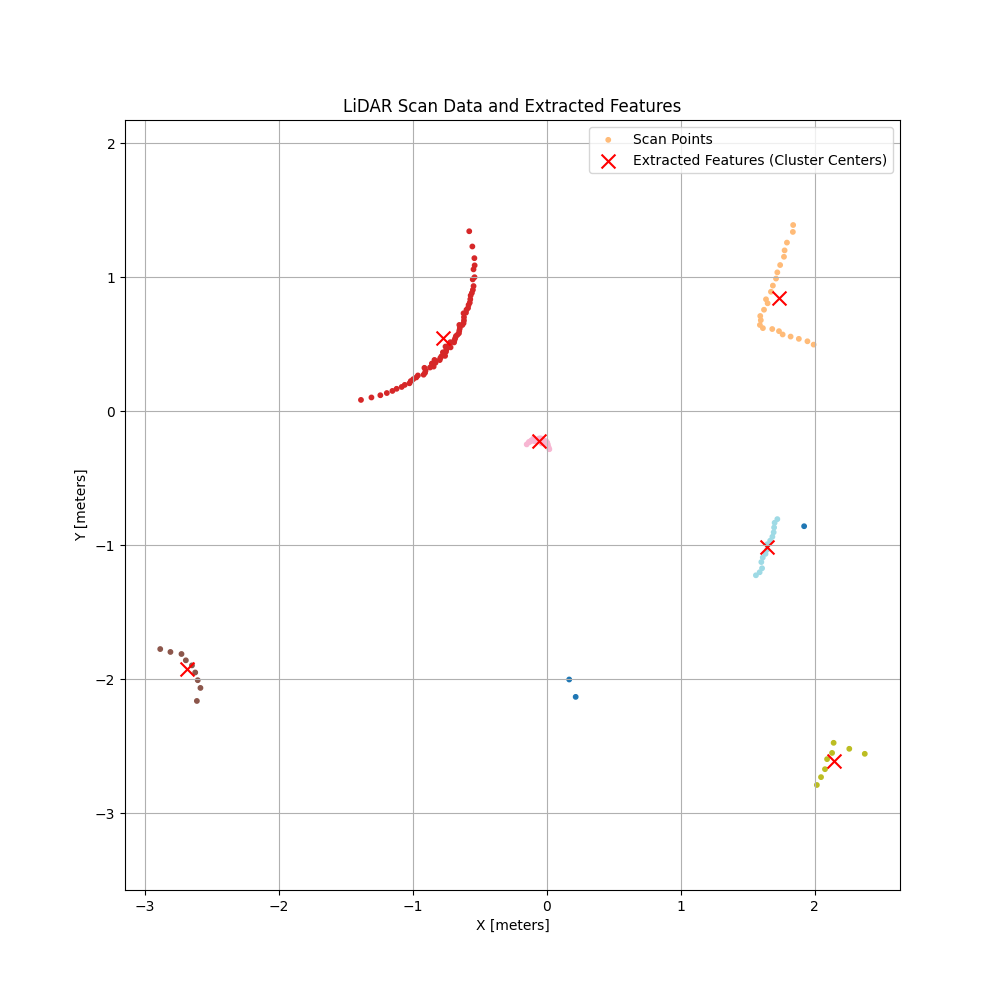 LiDAR Scan Data and Extracted Features
Scan Points
Extracted Features (Cluster Centers)
2
1
0
−1
−2
−3
Y [meters]
−3 −2 −1 0 1 2
X [meters]